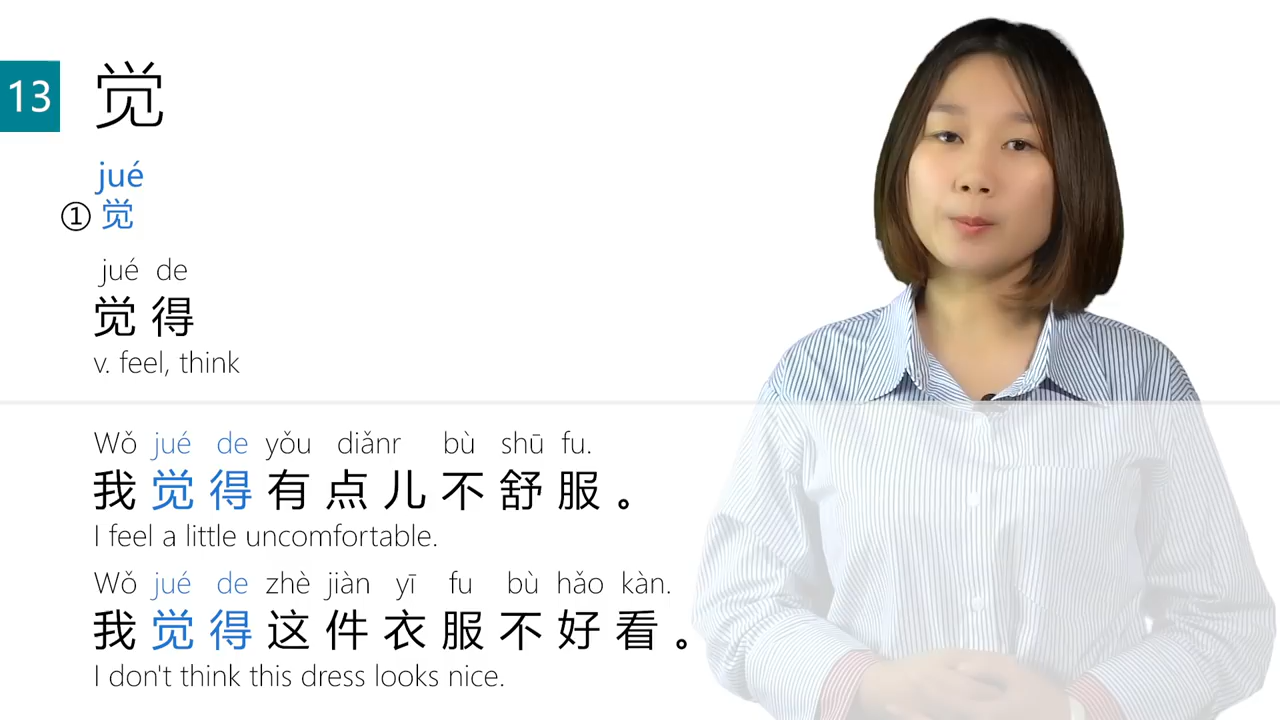 13 觉
jué
① 觉
jué de
觉得
v. feel, think
Wǒ jué de yǒu diǎnr bù shū fu.
我觉得有点儿不舒服。
I feel a little uncomfortable.
Wǒ jué de zhè jiàn yī fu bù hǎo kàn.
我觉得这件衣服不好看。
I don't think this dress looks nice.